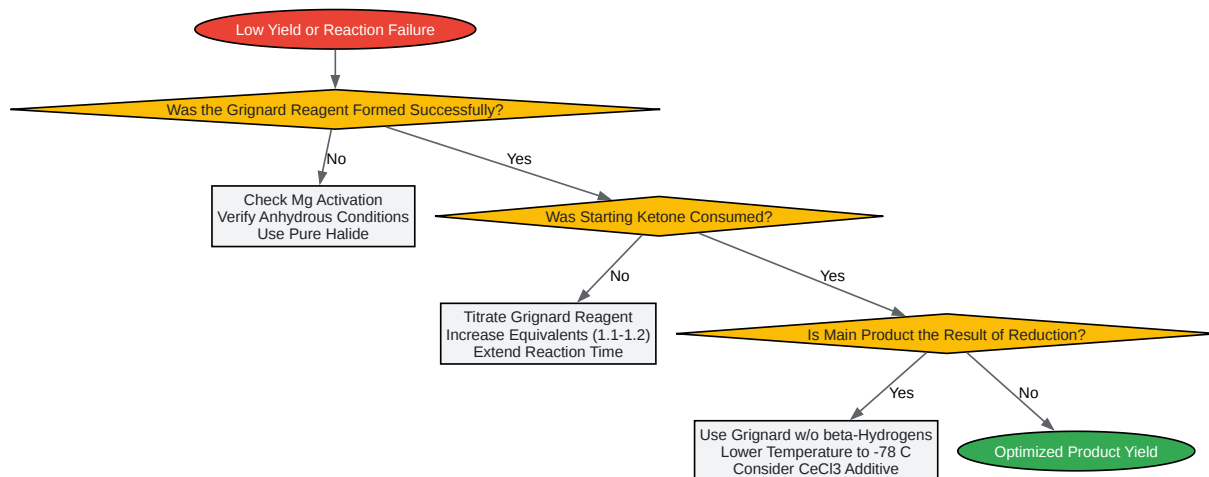 Low Yield or Reaction Failure
Was the Grignard Reagent Formed Successfully?
No
Yes
Check Mg Activation
Verify Anhydrous Conditions
Use Pure Halide
Was Starting Ketone Consumed?
No
Yes
Titrate Grignard Reagent
Increase Equivalents (1.1-1.2)
Extend Reaction Time
Is Main Product the Result of Reduction?
Yes
No
Use Grignard w/o beta-Hydrogens
Lower Temperature to -78 C
Consider CeCl3 Additive
Optimized Product Yield